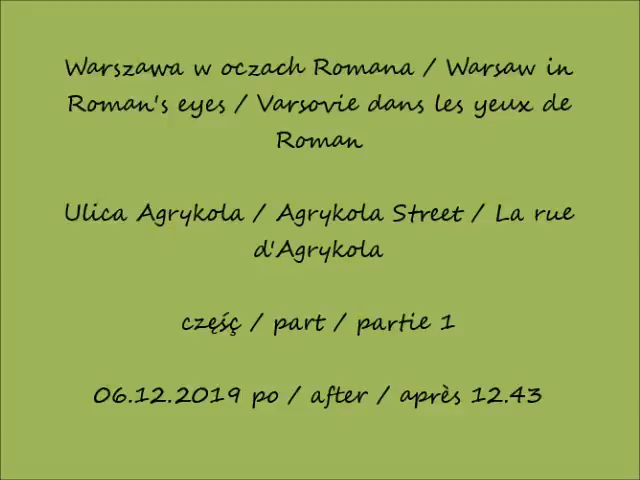 Warszawa w oczach Romana / Warsaw in
Roman's eyes / Varsovie dans les yeux de
Roman
Ulica Agrykola / Agrykola Street / La rue
d'Agrykola
częśç / part / partie 1
06.12.2019 po / after / après 12.43